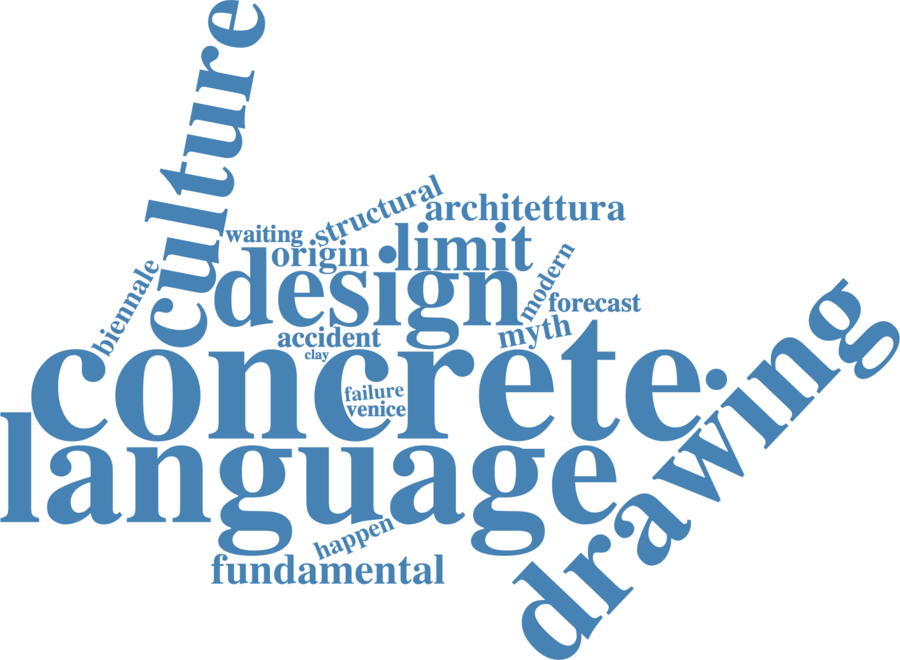 culture
structural
architettura
waiting
limit
origin
design
modern
biennale
forecast
myth
accident
clay
concrete
failure
venice
drawing
language
happen
fundamental